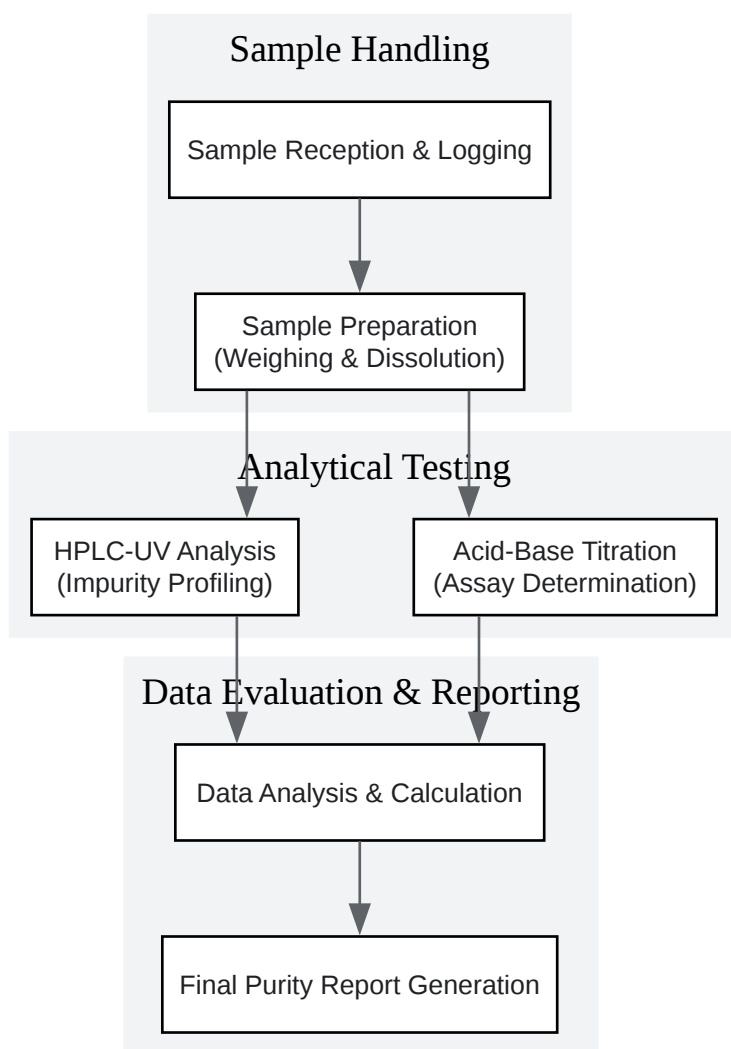 Sample Handling
Sample Reception & Logging
Sample Preparation
(Weighing & Dissolution)
Analytical Testing
HPLC-UV Analysis
(Impurity Profiling)
Acid-Base Titration
(Assay Determination)
Data Evaluation & Reporting
Data Analysis & Calculation
Final Purity Report Generation